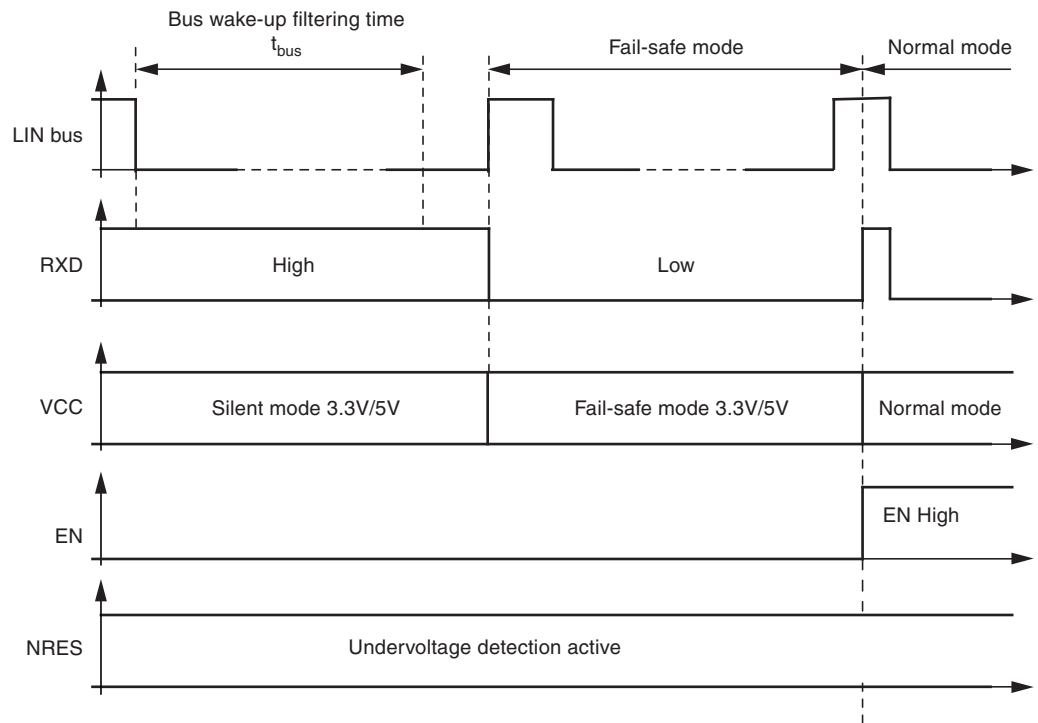 Bus wake-up filtering time
tbus
Fail-safe mode
Normal mode
LIN bus
RXD
High
Low
VCC
Silent mode 3.3V/5V
Fail-safe mode 3.3V/5V
Normal mode
EN
EN High
NRES
Undervoltage detection active